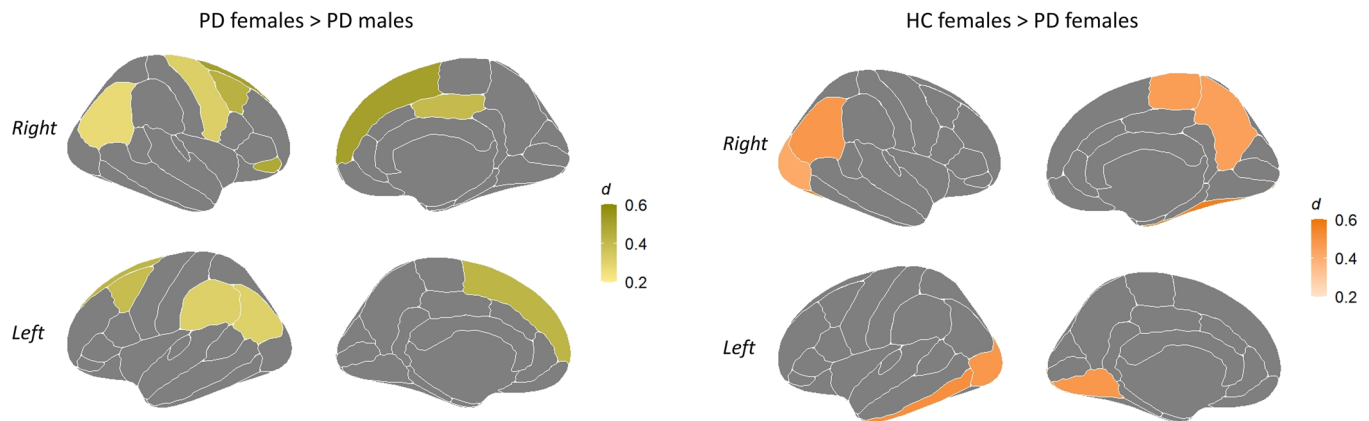 PD females > PD males
Right
d
0.6
0.4
0.2
Left
HC females > PD females
Right
d
0.6
0.4
0.2
Left